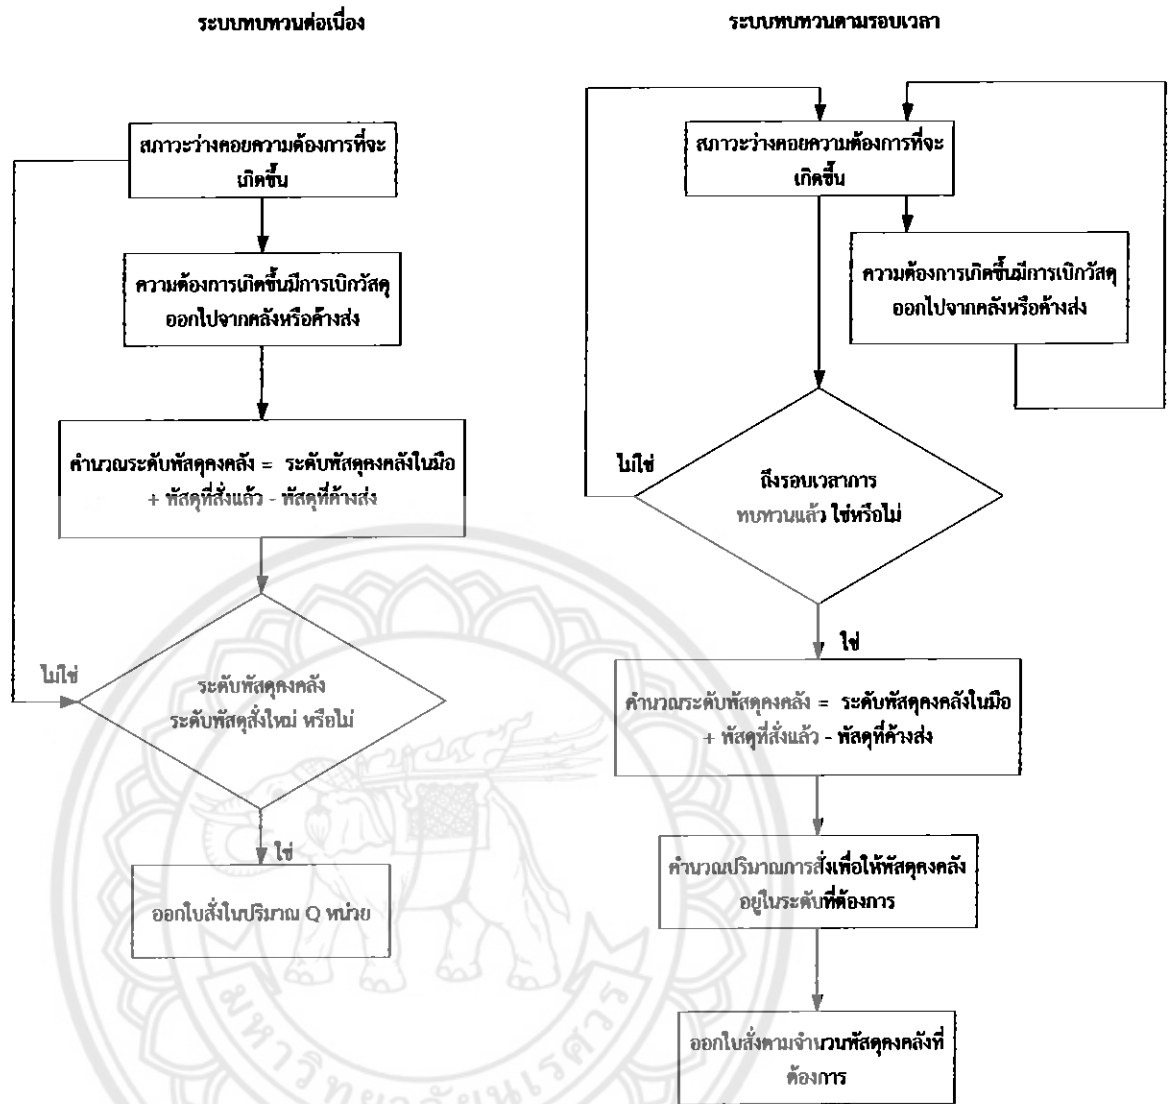 ระบบทบทวนต่อเนื่อง
สภาวะว่างคอยความต้องการที่จะ
เกิดขึ้น
ความต้องการเกิดขึ้นมีการเบิกวัสดุ
ออกไปจากคลังหรือค้างส่ง
คำนวณระดับพัสดุคงคลัง = ระดับพัสดุคงคลังในมือ
+ พัสดุที่สั่งแล้ว - พัสดุที่ค้างส่ง
ไม่ใช่
ระดับพัสดุคงคลัง
ระดับพัสดุสั่งใหม่ หรือไม่
ใช่
ออกใบสั่งในปริมาณ Q หน่วย
ระบบทบทวนตามรอบเวลา
สภาวะว่างคอยความต้องการที่จะ
เกิดขึ้น
ความต้องการเกิดขึ้นมีการเบิกวัสดุ
ออกไปจากคลังหรือค้างส่ง
ไม่ใช่
ถึงรอบเวลาการ
ทบทวนแล้ว ใช่หรือไม่
ใช่
คำนวณระดับพัสดุคงคลัง = ระดับพัสดุคงคลังในมือ
+ พัสดุที่สั่งแล้ว - พัสดุที่ค้างส่ง
คำนวณปริมาณการสั่งเพื่อให้พัสดุคงคลัง
อยู่ในระดับที่ต้องการ
ออกใบสั่งตามจำนวนพัสดุคงคลังที่
ต้องการ
มหาวิทยาลัยนเรศวร